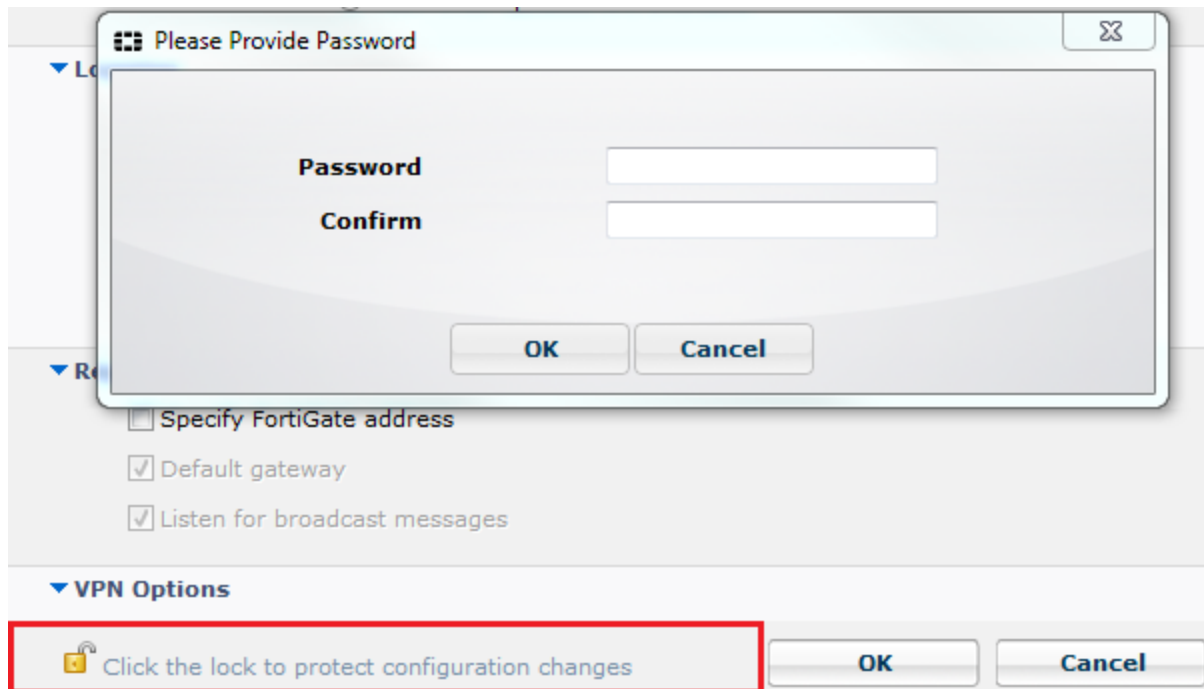 Please Provide Password
Password
Confirm
OK Cancel
Specify FortiGate address
Default gateway
Listen for broadcast messages
VPN Options
Click the lock to protect configuration changes OK Cancel